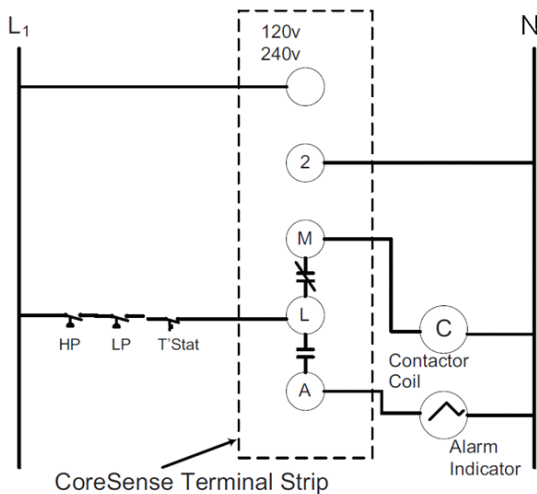 L1
N
120v
240v
2
M
L
HP
LP
T'Stat
C
Contactor
Coil
A
Alarm
Indicator
CoreSense Terminal Strip